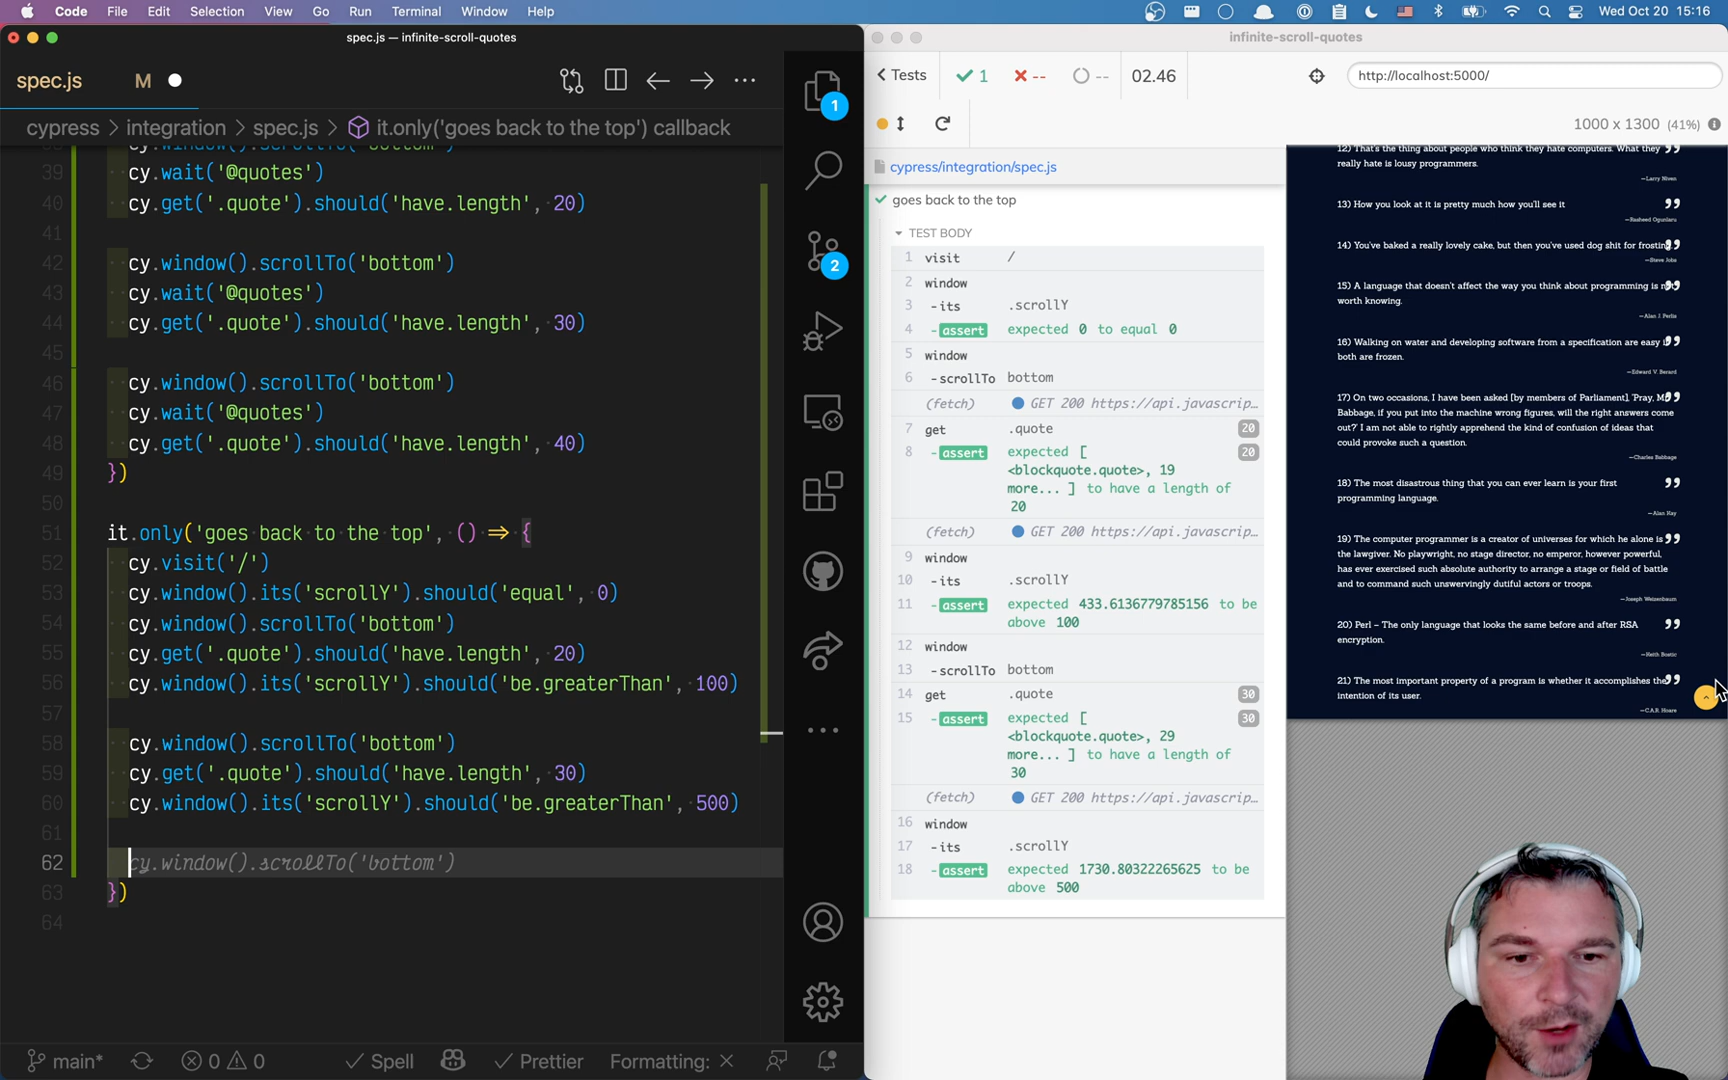 Code File Edit Selection View Go Run Terminal Window Help
Wed Oct 20 15:16
spec.js — infinite-scroll-quotes
spec.js M
cypress > integration > spec.js > it.only('goes back to the top') callback
39 cy.wait('@quotes')
40 cy.get('.quote').should('have.length', 20)
41
42 cy.window().scrollTo('bottom')
43 cy.wait('@quotes')
44 cy.get('.quote').should('have.length', 30)
45
46 cy.window().scrollTo('bottom')
47 cy.wait('@quotes')
48 cy.get('.quote').should('have.length', 40)
49 })
50
51 it.only('goes back to the top', () => {
52 cy.visit('/')
53 cy.window().its('scrollY').should('equal', 0)
54 cy.window().scrollTo('bottom')
55 cy.get('.quote').should('have.length', 20)
56 cy.window().its('scrollY').should('be.greaterThan', 100)
57
58 cy.window().scrollTo('bottom')
59 cy.get('.quote').should('have.length', 30)
60 cy.window().its('scrollY').should('be.greaterThan', 500)
61
62 cy.window().scrollTo('bottom')
63 })
64
1
2
main* 0 0 Spell Prettier Formatting: ×
infinite-scroll-quotes
< Tests 1 -- -- 02.46
http://localhost:5000/
1000 x 1300 (41%)
cypress/integration/spec.js
goes back to the top
TEST BODY
1 visit /
2 window
3 -its .scrollY
4 -assert expected 0 to equal 0
5 window
6 -scrollTo bottom
(fetch) GET 200 https://api.javascrip...
7 get .quote 20
8 -assert expected [ 20
<blockquote.quote>, 19
more... ] to have a length of
20
(fetch) GET 200 https://api.javascrip...
9 window
10 -its .scrollY
11 -assert expected 433.6136779785156 to be
above 100
12 window
13 -scrollTo bottom
14 get .quote 30
15 -assert expected [ 30
<blockquote.quote>, 29
more... ] to have a length of
30
(fetch) GET 200 https://api.javascrip...
16 window
17 -its .scrollY
18 -assert expected 1730.80322265625 to be
above 500
12) That's the thing about people who think they hate computers. What they
really hate is lousy programmers.
—Larry Niven
13) How you look at it is pretty much how you'll see it
—Rasheed Ogunlaru
14) You've baked a really lovely cake, but then you've used dog shit for frosting.
—Steve Jobs
15) A language that doesn't affect the way you think about programming is not
worth knowing.
—Alan J. Perlis
16) Walking on water and developing software from a specification are easy if
both are frozen.
—Edward V. Berard
17) On two occasions, I have been asked [by members of Parliament], 'Pray, Mr.
Babbage, if you put into the machine wrong figures, will the right answers come
out?' I am not able to rightly apprehend the kind of confusion of ideas that
could provoke such a question.
—Charles Babbage
18) The most disastrous thing that you can ever learn is your first
programming language.
—Alan Kay
19) The computer programmer is a creator of universes for which he alone is
the lawgiver. No playwright, no stage director, no emperor, however powerful,
has ever exercised such absolute authority to arrange a stage or field of battle
and to command such unswervingly dutiful actors or troops.
—Joseph Weizenbaum
20) Perl – The only language that looks the same before and after RSA
encryption.
—Keith Bostic
21) The most important property of a program is whether it accomplishes the
intention of its user.
—C.A.R. Hoare